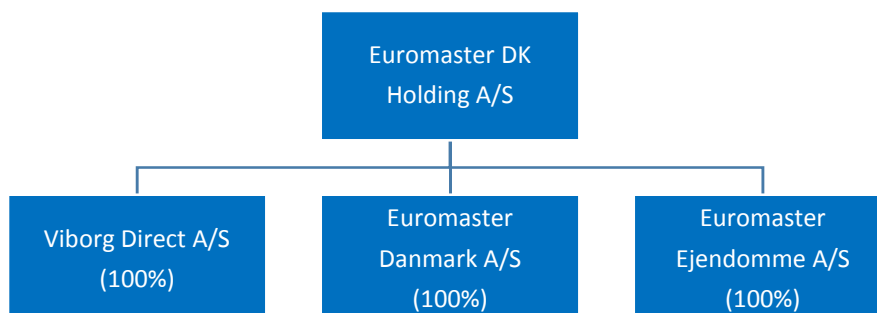 Euromaster DK
Holding A/S
Viborg Direct A/S
(100%)
Euromaster
Danmark A/S
(100%)
Euromaster
Ejendomme A/S
(100%)